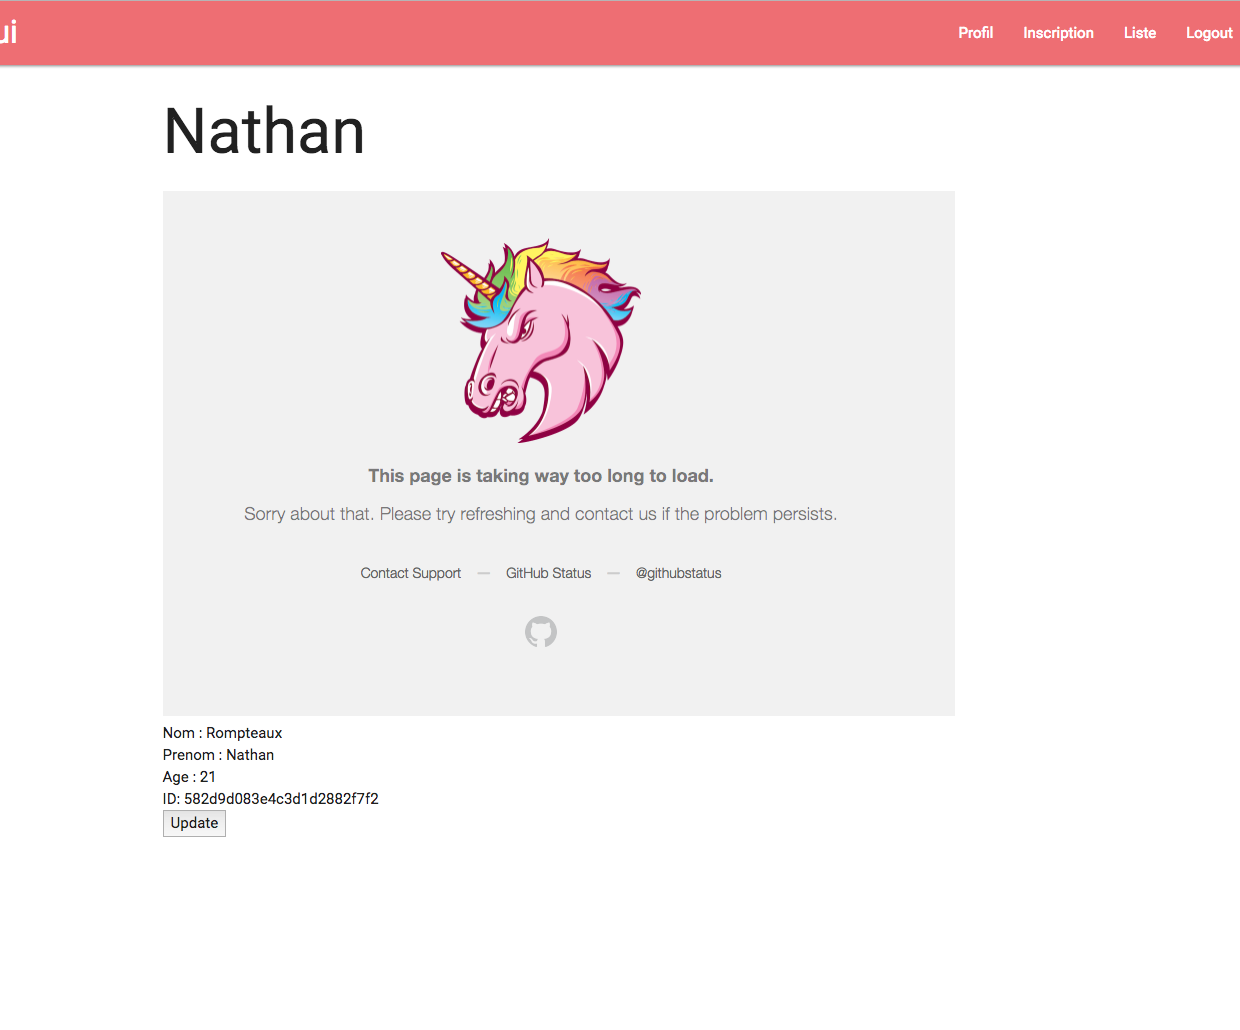 ui
Profil Inscription Liste Logout
Nathan
This page is taking way too long to load.
Sorry about that. Please try refreshing and contact us if the problem persists.
Contact Support — GitHub Status — @githubstatus
Nom : Rompteaux
Prenom : Nathan
Age : 21
ID: 582d9d083e4c3d1d2882f7f2
Update